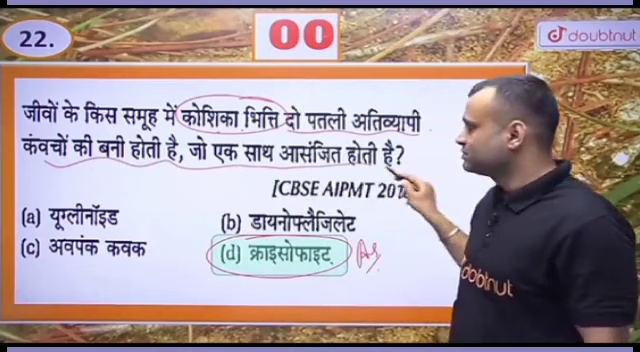 22.
00
doubtnut
जीवों के किस समूह में कोशिका भित्ति दो पतली अतिव्यापी
कंवचों की बनी होती है, जो एक साथ आसंजित होती है?
[CBSE AIPMT 201
(a) यूग्लीनॉइड
(b) डायनोफ्लैजिलेट
(c) अवपंक कवक
(d) क्राइसोफाइट
doubtnut